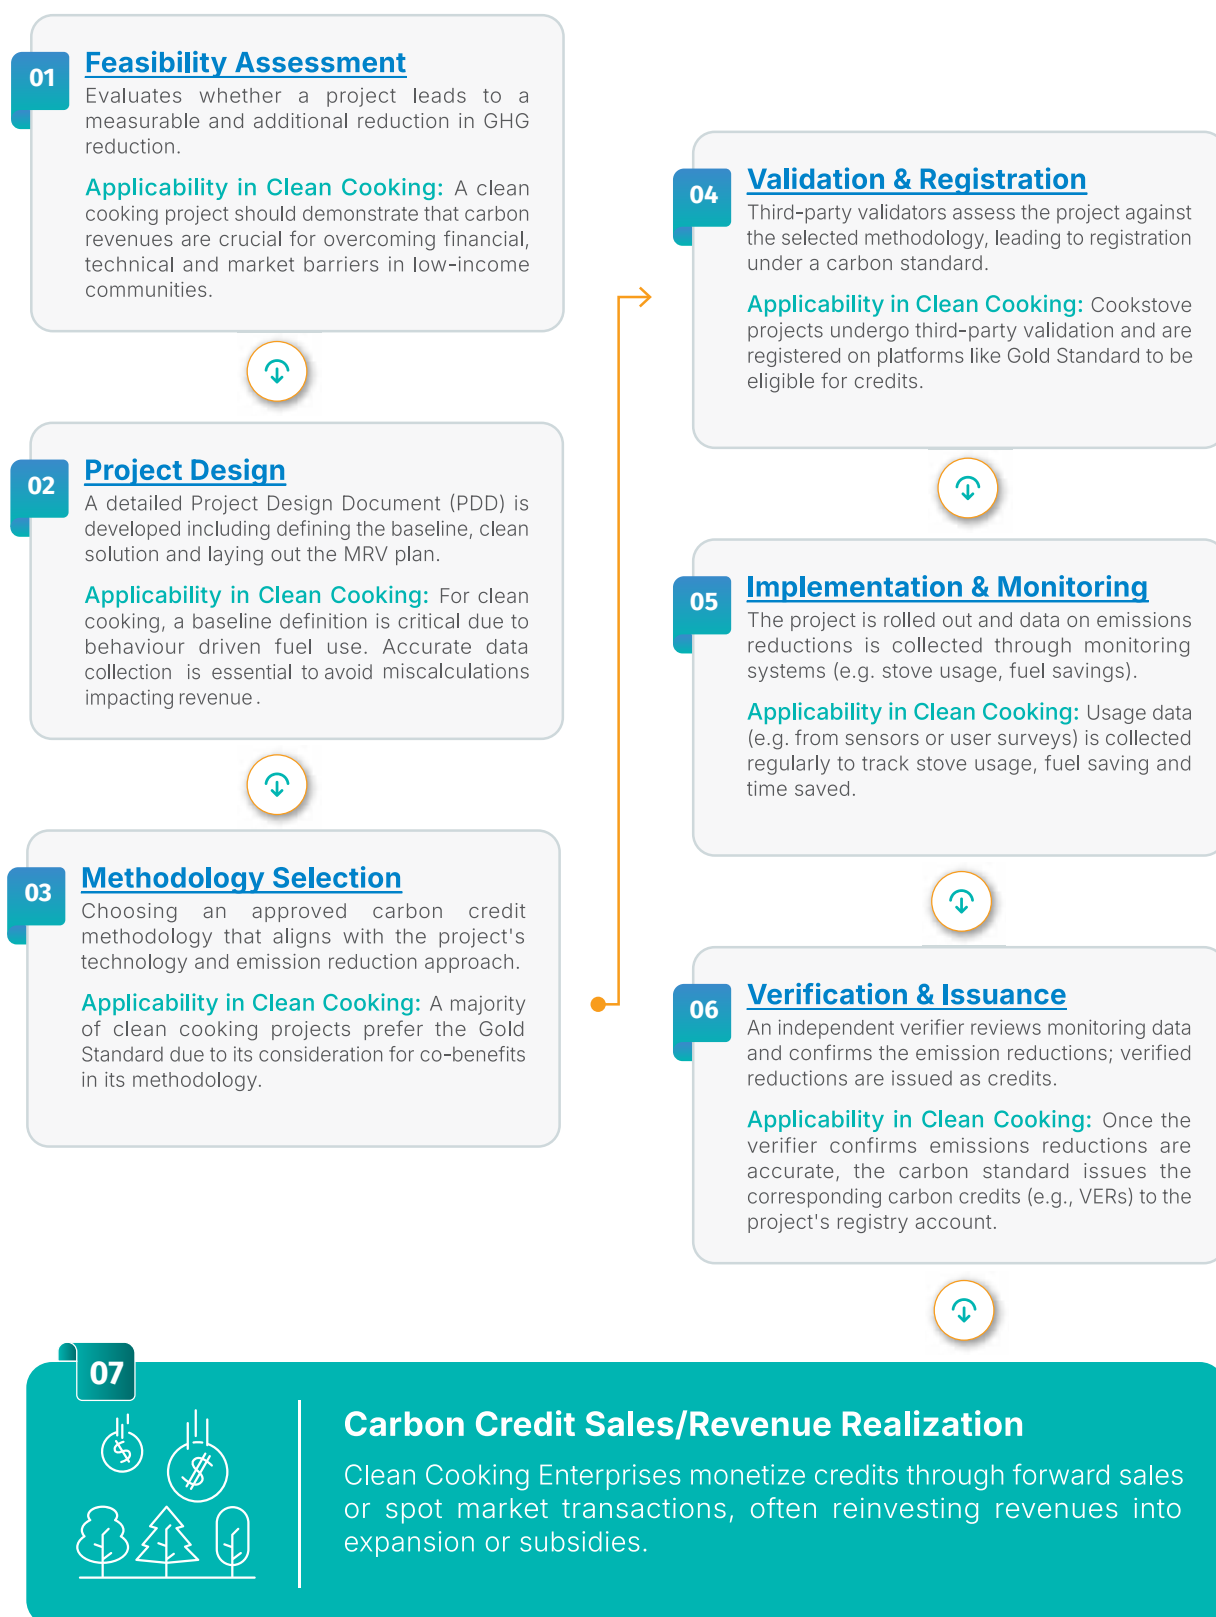 01
Feasibility Assessment
Evaluates whether a project leads to a
measurable and additional reduction in GHG
reduction.
Applicability in Clean Cooking: A clean
cooking project should demonstrate that carbon
revenues are crucial for overcoming financial,
technical and market barriers in low-income
communities.
02
Project Design
A detailed Project Design Document (PDD) is
developed including defining the baseline, clean
solution and laying out the MRV plan.
Applicability in Clean Cooking: For clean
cooking, a baseline definition is critical due to
behaviour driven fuel use. Accurate data
collection is essential to avoid miscalculations
impacting revenue.
03
Methodology Selection
Choosing an approved carbon credit
methodology that aligns with the project's
technology and emission reduction approach.
Applicability in Clean Cooking: A majority
of clean cooking projects prefer the Gold
Standard due to its consideration for co-benefits
in its methodology.
04
Validation & Registration
Third-party validators assess the project against
the selected methodology, leading to registration
under a carbon standard.
Applicability in Clean Cooking: Cookstove
projects undergo third-party validation and are
registered on platforms like Gold Standard to be
eligible for credits.
05
Implementation & Monitoring
The project is rolled out and data on emissions
reductions is collected through monitoring
systems (e.g. stove usage, fuel savings).
Applicability in Clean Cooking: Usage data
(e.g. from sensors or user surveys) is collected
regularly to track stove usage, fuel saving and
time saved.
06
Verification & Issuance
An independent verifier reviews monitoring data
and confirms the emission reductions; verified
reductions are issued as credits.
Applicability in Clean Cooking: Once the
verifier confirms emissions reductions are
accurate, the carbon standard issues the
corresponding carbon credits (e.g., VERs) to the
project's registry account.
07
Carbon Credit Sales/Revenue Realization
Clean Cooking Enterprises monetize credits through forward sales
or spot market transactions, often reinvesting revenues into
expansion or subsidies.